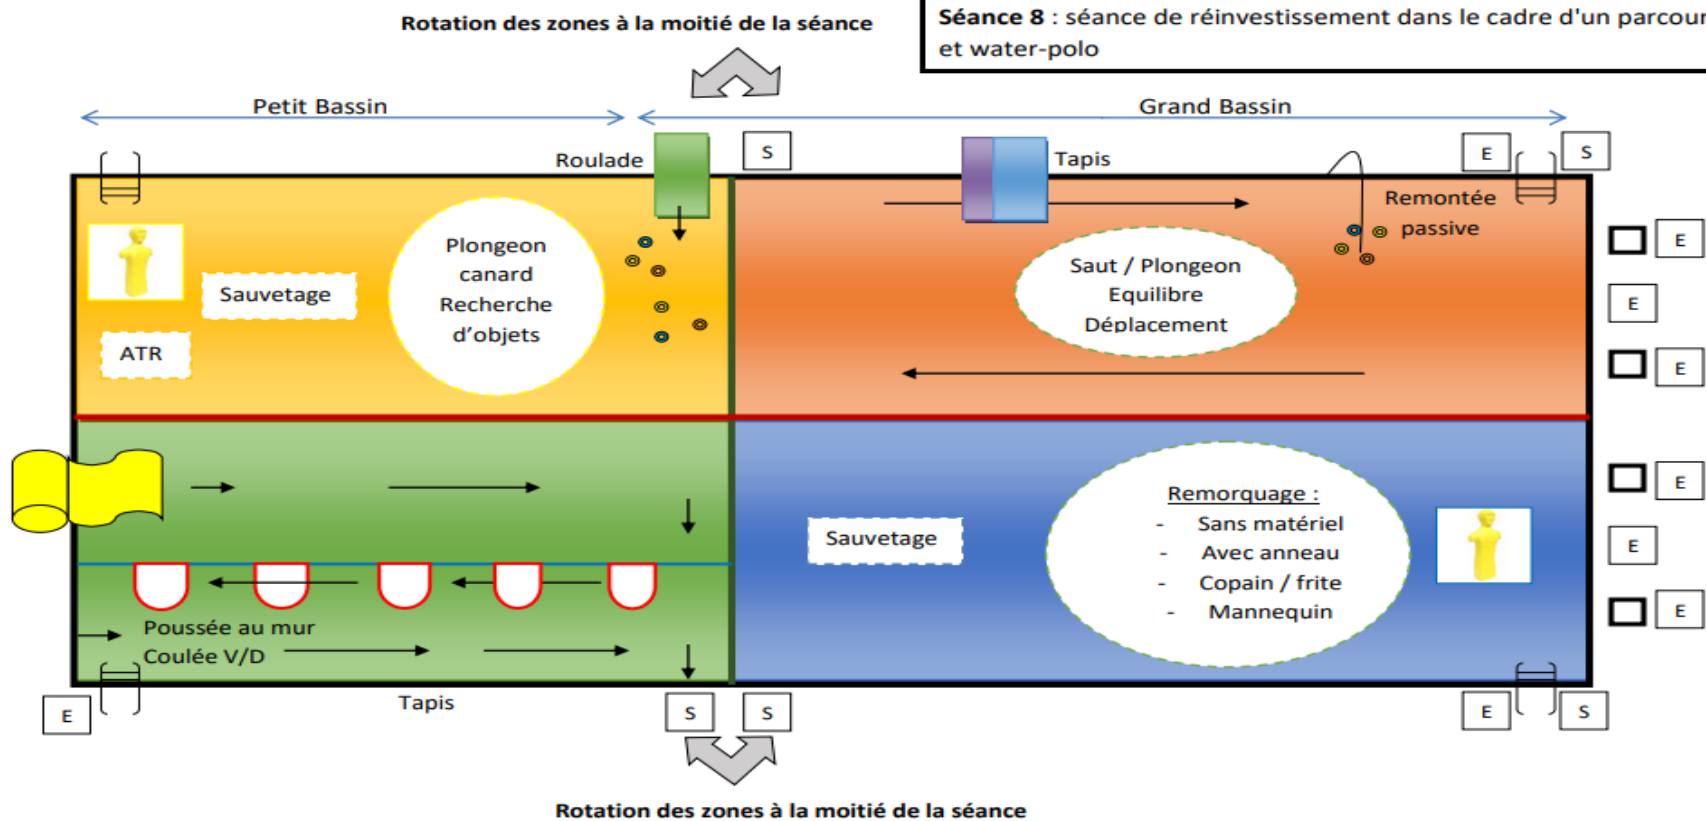 Rotation des zones à la moitié de la séance
Séance 8 : séance de réinvestissement dans le cadre d'un parcour
et water-polo
Petit Bassin
Grand Bassin
Roulade
S
Tapis
E
S
Remontée
passive
E
Plongeon
canard
Recherche
d'objets
Sauvetage
ATR
Saut / Plongeon
Equilibre
Déplacement
E
E
Remorquage :
- Sans matériel
- Avec anneau
- Copain / frite
- Mannequin
Sauvetage
E
E
E
Poussée au mur
Coulée V/D
E
Tapis
S
S
E
S
Rotation des zones à la moitié de la séance